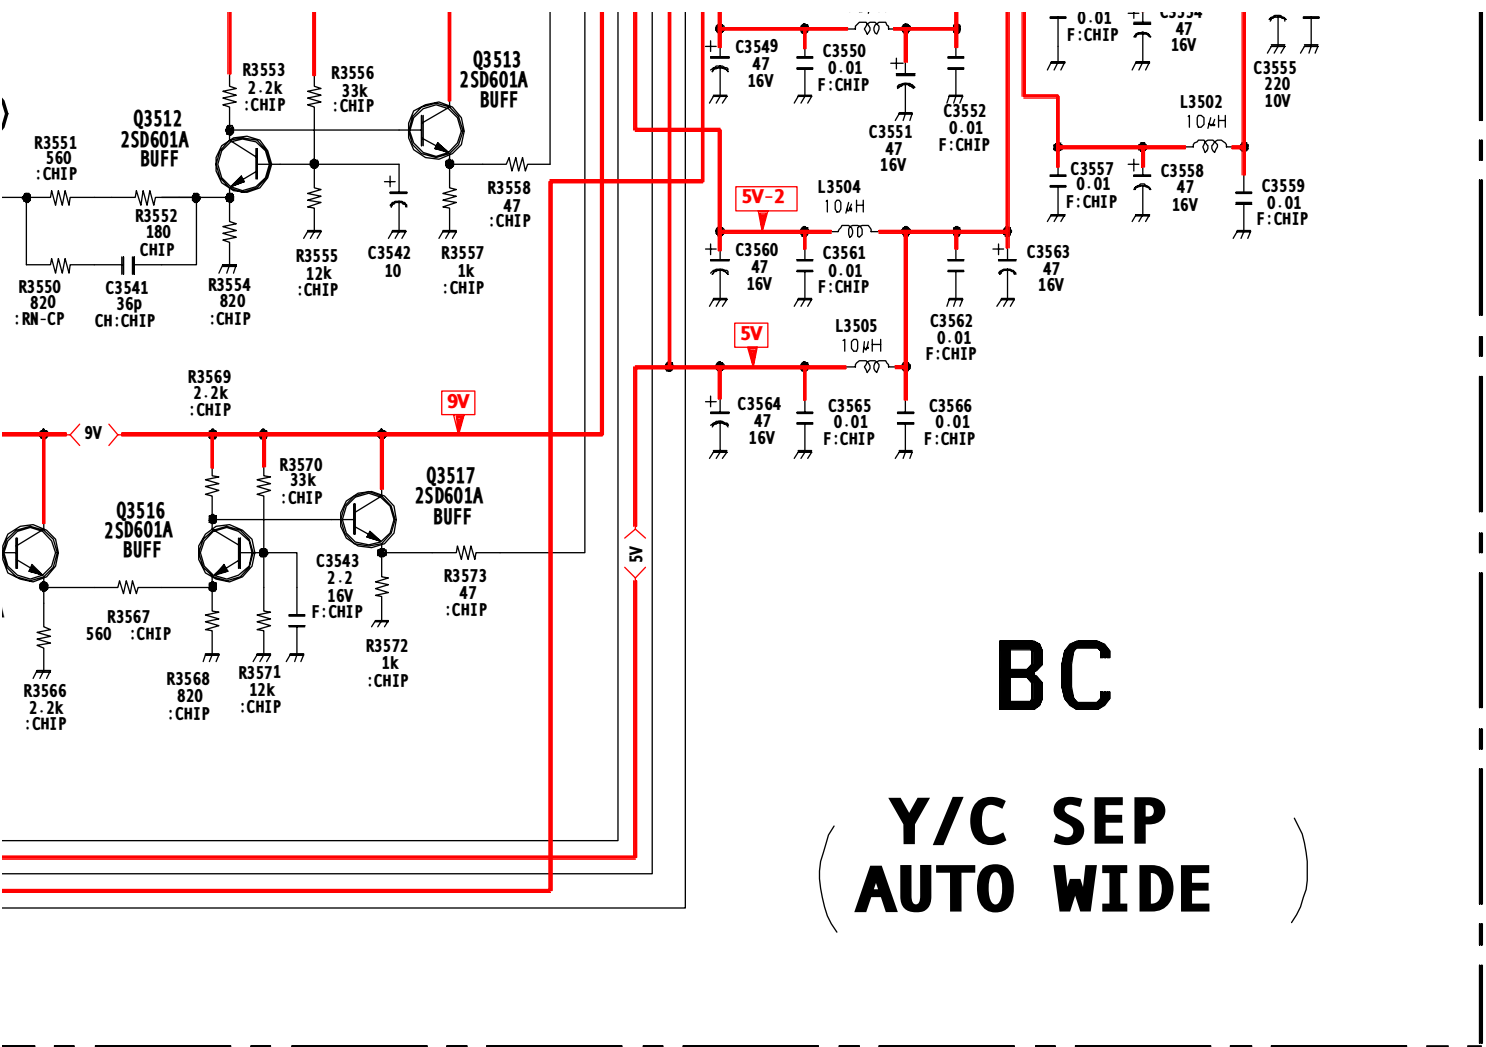 0.01
F:CHIP
47
16V
C3555
220
10V
C3549
47
16V
C3550
0.01
F:CHIP
C3551
47
16V
C3552
0.01
F:CHIP
L3502
10μH
R3553
2.2k
:CHIP
R3556
33k
:CHIP
Q3513
2SD601A
BUFF
Q3512
2SD601A
BUFF
R3551
560
:CHIP
R3552
180
CHIP
R3558
47
:CHIP
C3557
0.01
F:CHIP
C3558
47
16V
C3559
0.01
F:CHIP
5V-2
L3504
10μH
R3550
820
:RN-CP
C3541
36p
CH:CHIP
R3554
820
:CHIP
R3555
12k
:CHIP
C3542
10
R3557
1k
:CHIP
C3560
47
16V
C3561
0.01
F:CHIP
C3562
0.01
F:CHIP
C3563
47
16V
5V
L3505
10μH
R3569
2.2k
:CHIP
9V
9V
C3564
47
16V
C3565
0.01
F:CHIP
C3566
0.01
F:CHIP
R3570
33k
:CHIP
Q3517
2SD601A
BUFF
Q3516
2SD601A
BUFF
5V
C3543
2.2
16V
F:CHIP
R3573
47
:CHIP
R3567
560 :CHIP
R3572
1k
:CHIP
R3566
2.2k
:CHIP
R3568
820
:CHIP
R3571
12k
:CHIP
BC
Y/C SEP
AUTO WIDE